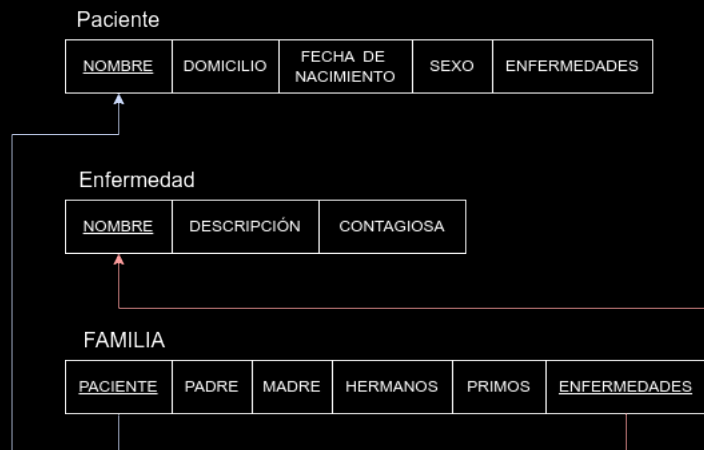 Paciente
NOMBRE DOMICILIO FECHA DE NACIMIENTO SEXO ENFERMEDADES
Enfermedad
NOMBRE DESCRIPCIÓN CONTAGIOSA
FAMILIA
PACIENTE PADRE MADRE HERMANOS PRIMOS ENFERMEDADES